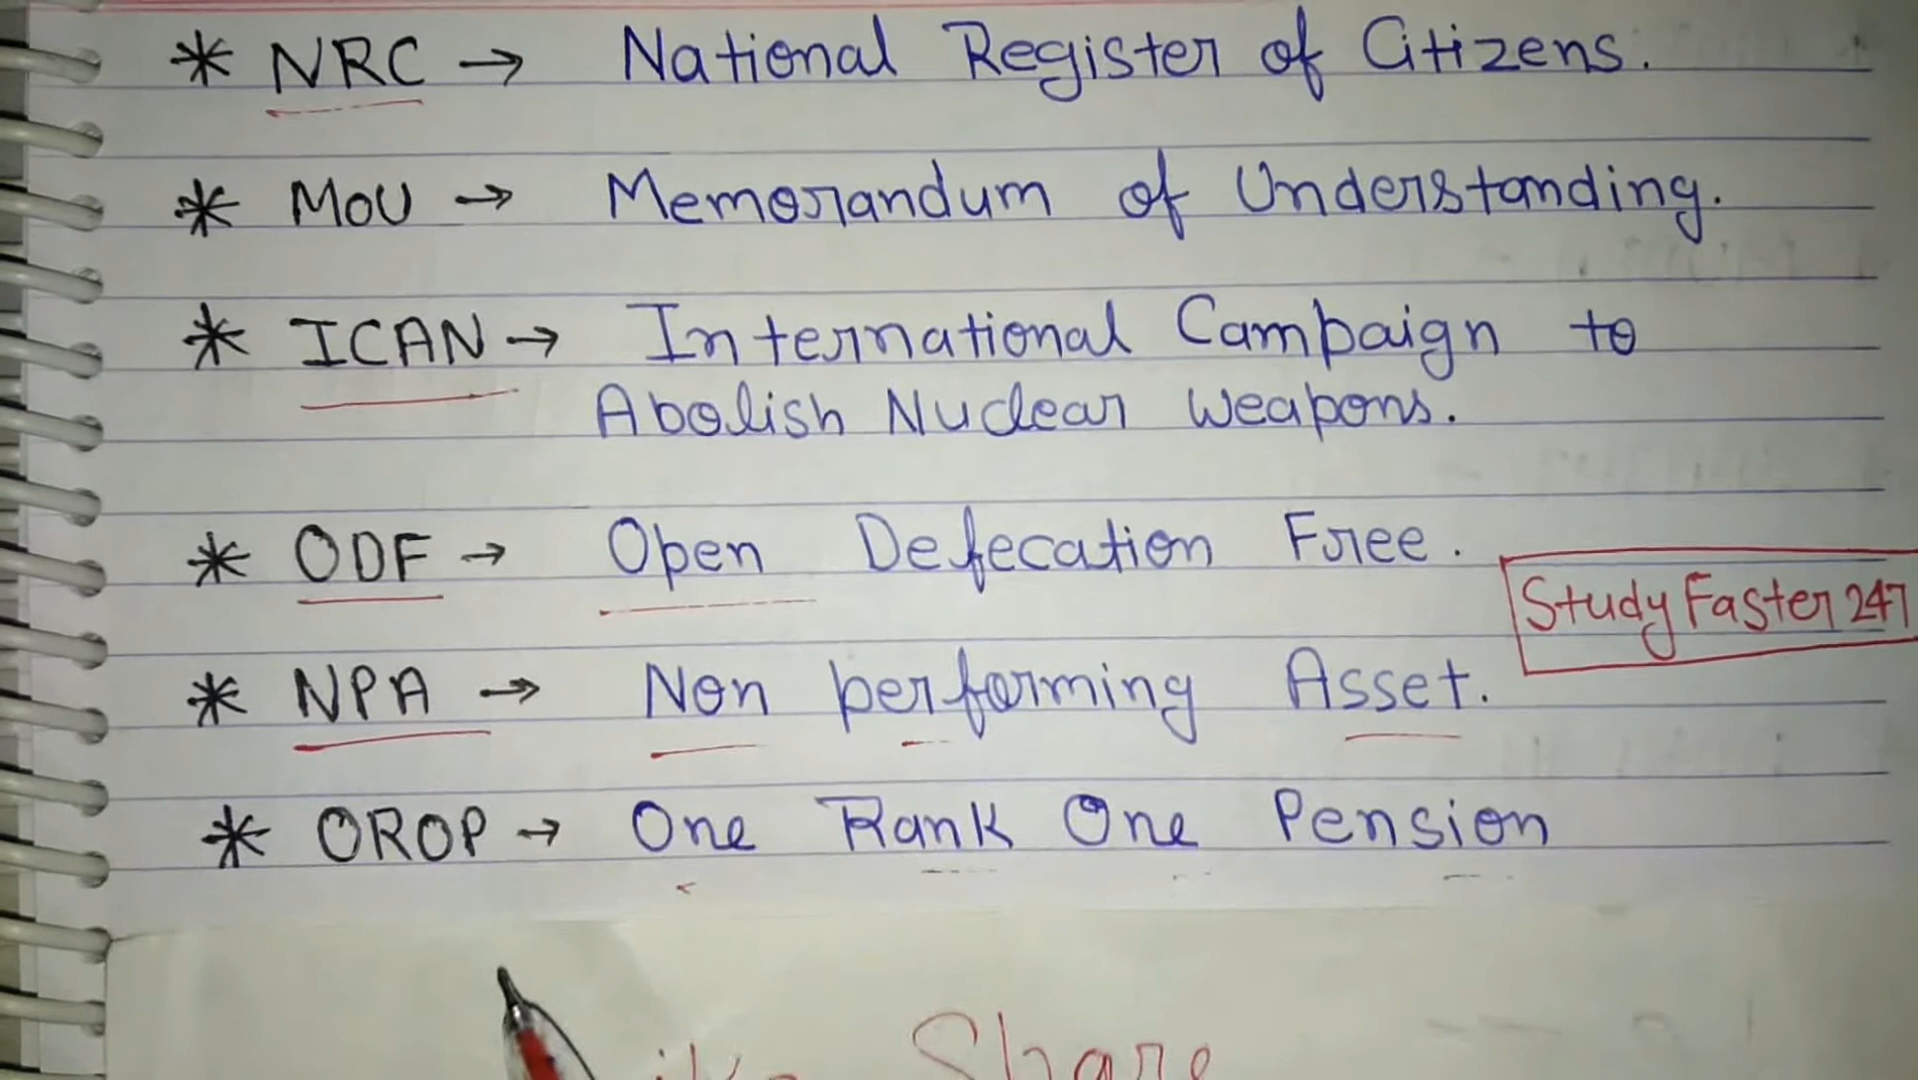 * NRC → National Register of Citizens.
* MoU → Memorandum of Understanding.
* ICAN → International Campaign to
Abolish Nuclear Weapons.
* ODF → Open Defecation Free.
Study Faster 247
* NPA → Non performing Asset.
* OROP → One Rank One Pension
Share